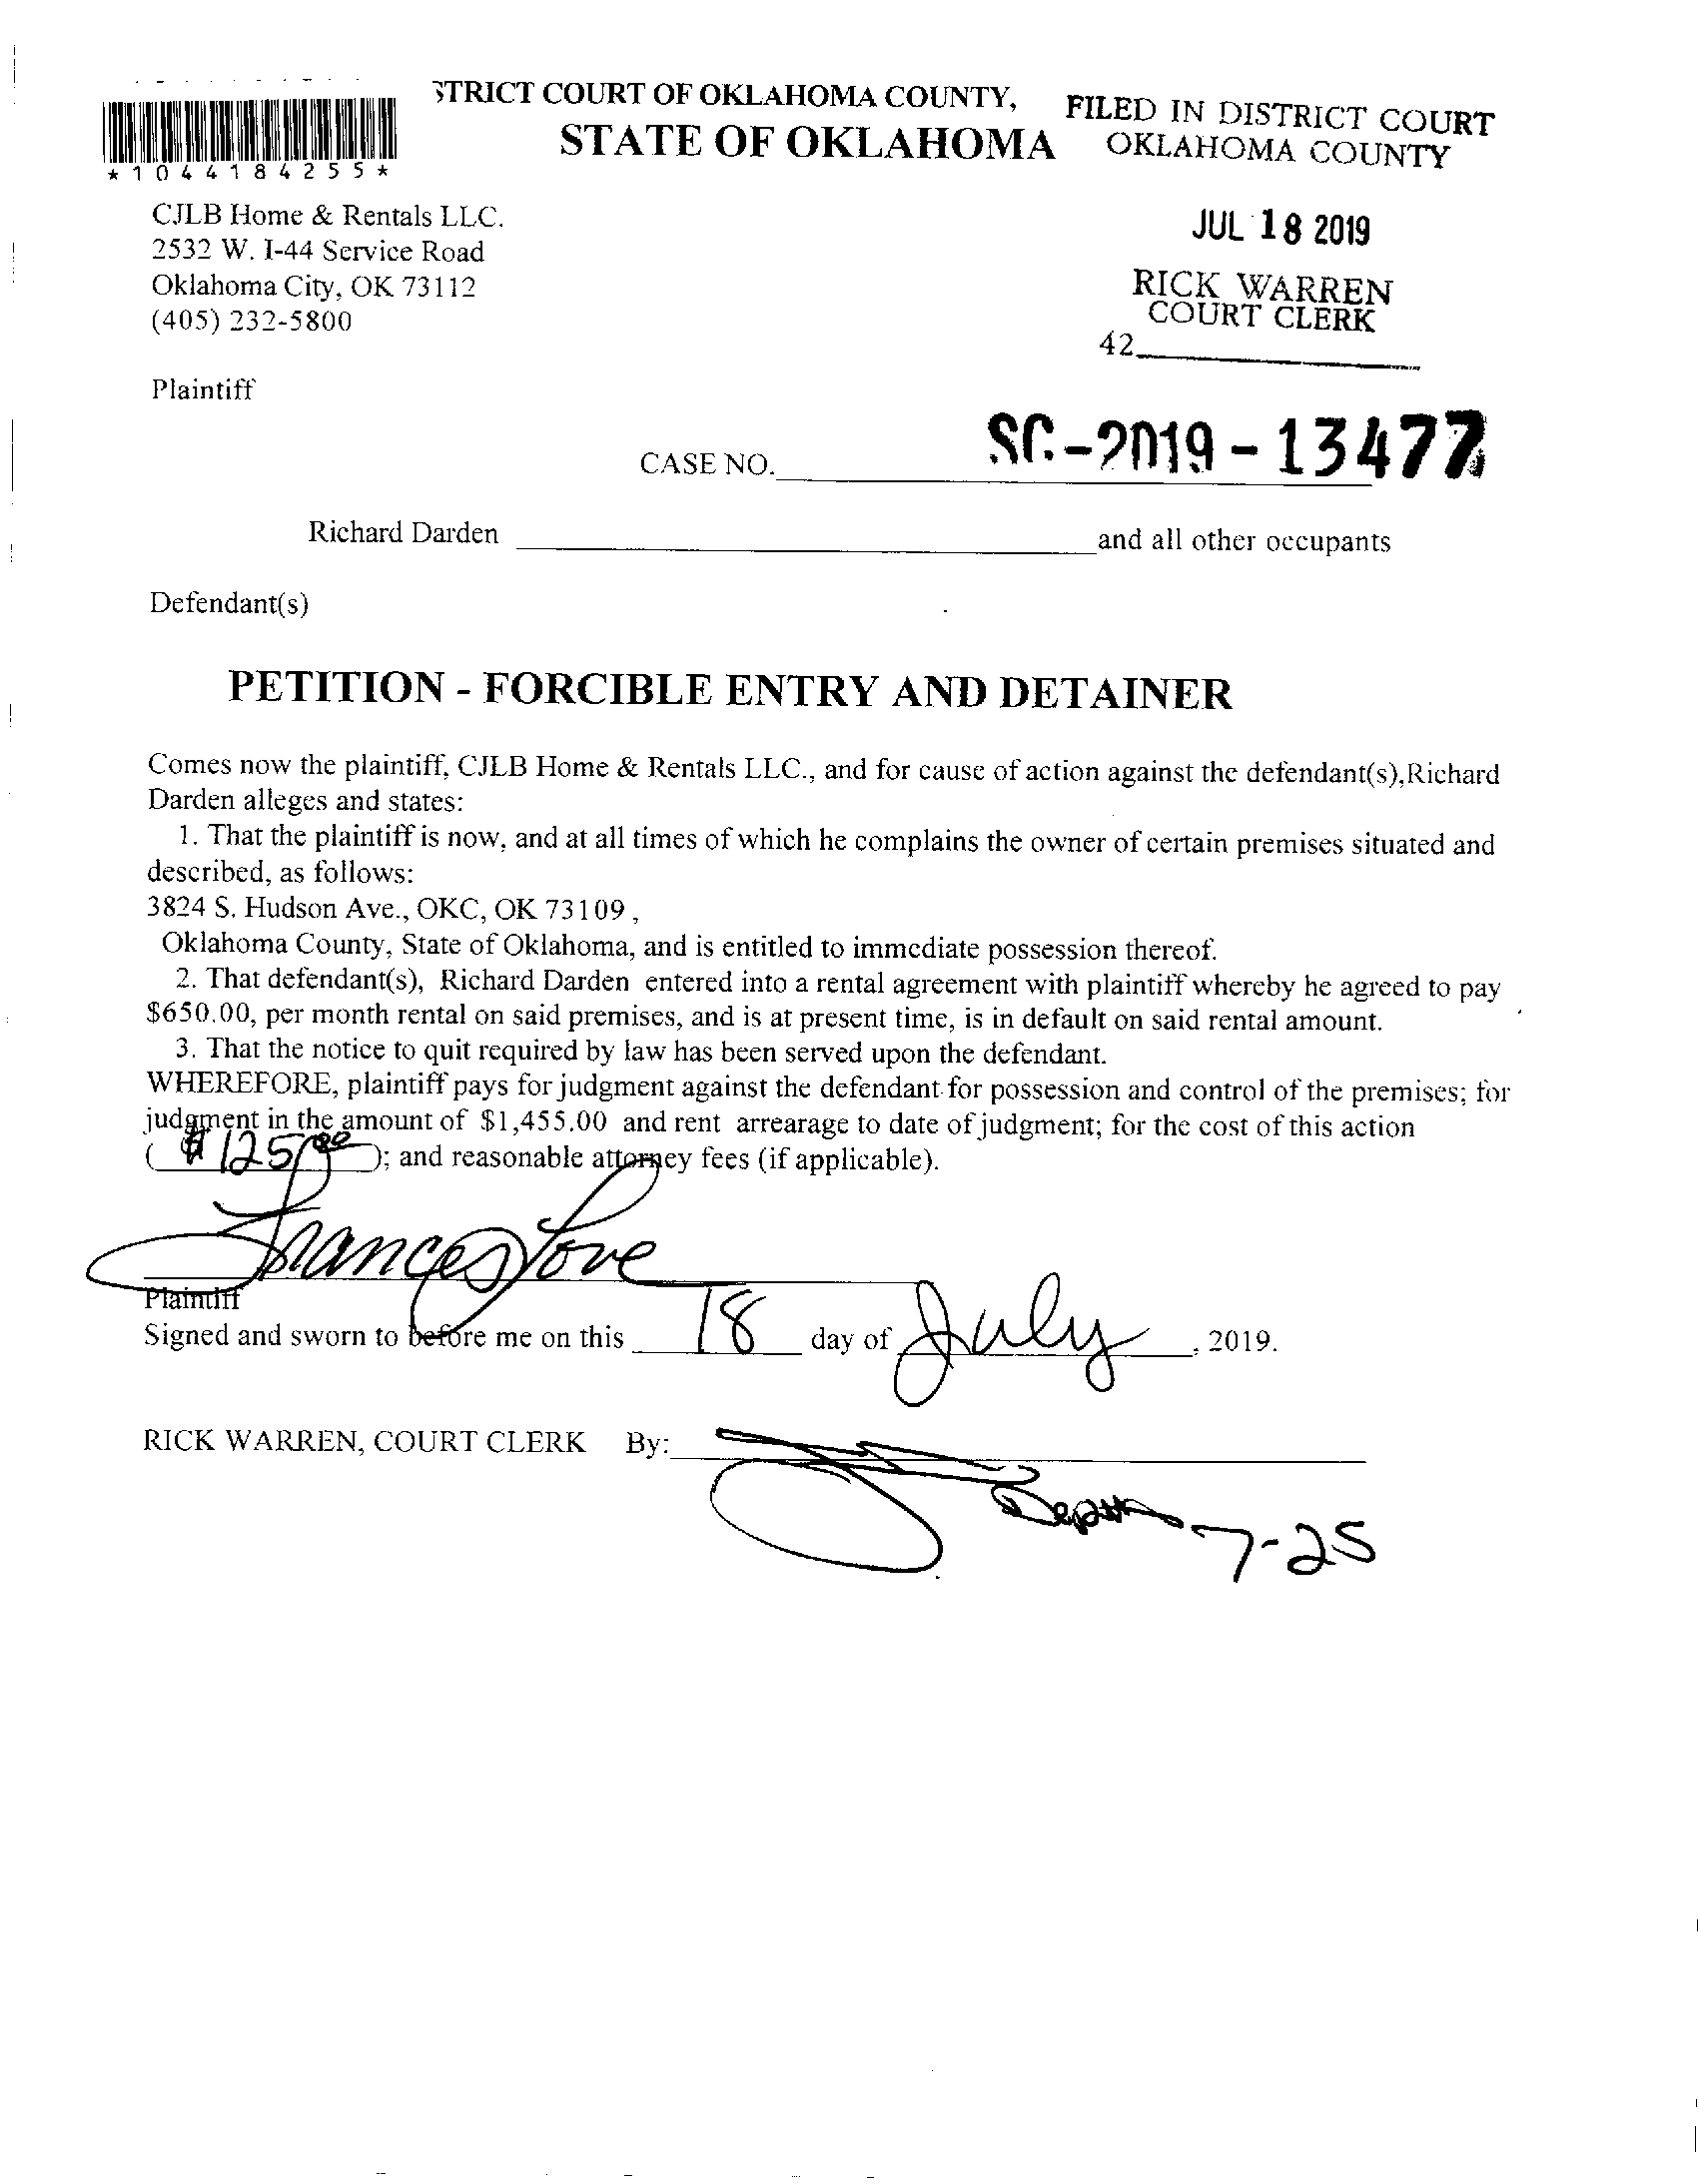 STRICT COURT OF OKLAHOMA COUNTY,
STATE OF OKLAHOMA
FILED IN DISTRICT COURT
OKLAHOMA COUNTY
*1044184255*
JUL 18 2019
RICK WARREN
COURT CLERK
42
CJLB Home & Rentals LLC.
2532 W. I-44 Service Road
Oklahoma City, OK 73112
(405) 232-5800
Plaintiff
CASE NO. SC-2019-13477
Richard Darden and all other occupants
Defendant(s)
PETITION - FORCIBLE ENTRY AND DETAINER
Comes now the plaintiff, CJLB Home & Rentals LLC., and for cause of action against the defendant(s),Richard
Darden alleges and states:
1. That the plaintiff is now, and at all times of which he complains the owner of certain premises situated and
described, as follows:
3824 S. Hudson Ave., OKC, OK 73109 ,
Oklahoma County, State of Oklahoma, and is entitled to immediate possession thereof.
2. That defendant(s), Richard Darden entered into a rental agreement with plaintiff whereby he agreed to pay
$650.00, per month rental on said premises, and is at present time, is in default on said rental amount.
3. That the notice to quit required by law has been served upon the defendant.
WHEREFORE, plaintiff pays for judgment against the defendant for possession and control of the premises; for
judgment in the amount of $1,455.00 and rent arrearage to date of judgment; for the cost of this action
( $125/00 ); and reasonable attorney fees (if applicable).
Frances Love
Plaintiff
Signed and sworn to before me on this 18 day of July, 2019.
RICK WARREN, COURT CLERK By:
Deputy 7-25